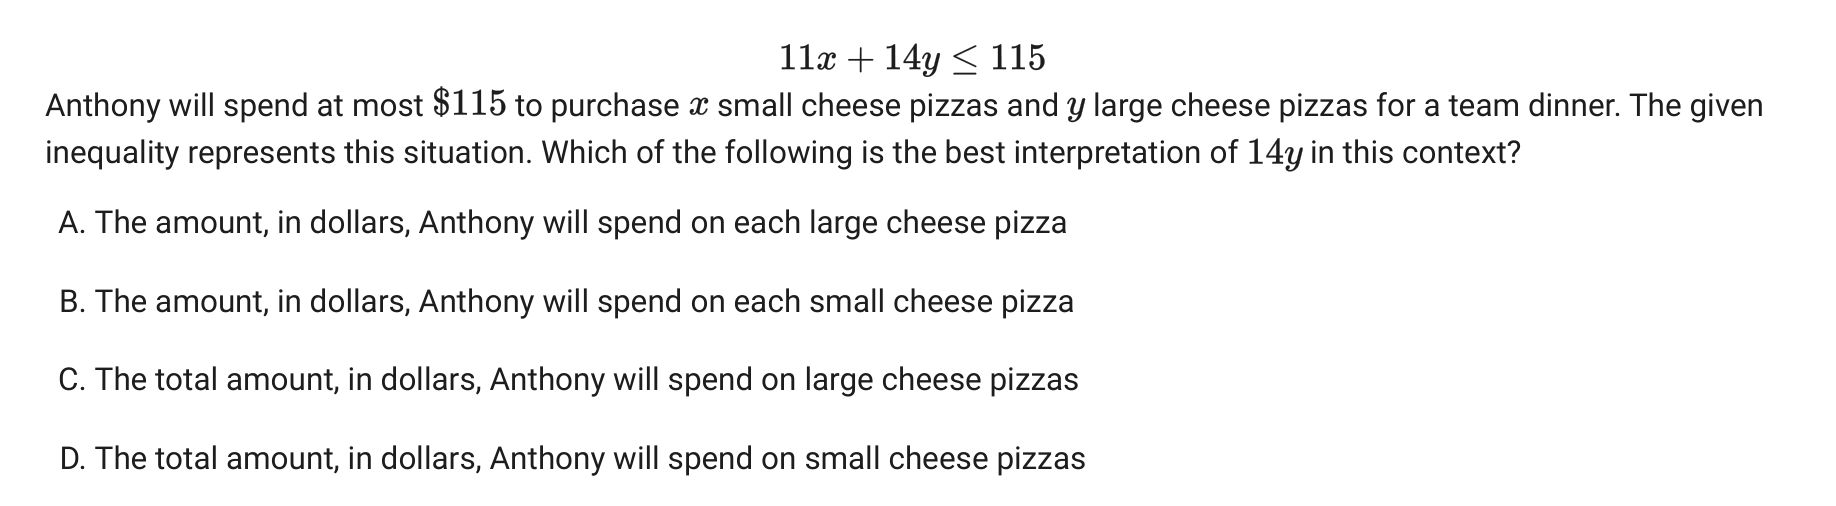 11x + 14y ≤ 115
Anthony will spend at most $115 to purchase x small cheese pizzas and y large cheese pizzas for a team dinner. The given
inequality represents this situation. Which of the following is the best interpretation of 14y in this context?
A. The amount, in dollars, Anthony will spend on each large cheese pizza
B. The amount, in dollars, Anthony will spend on each small cheese pizza
C. The total amount, in dollars, Anthony will spend on large cheese pizzas
D. The total amount, in dollars, Anthony will spend on small cheese pizzas